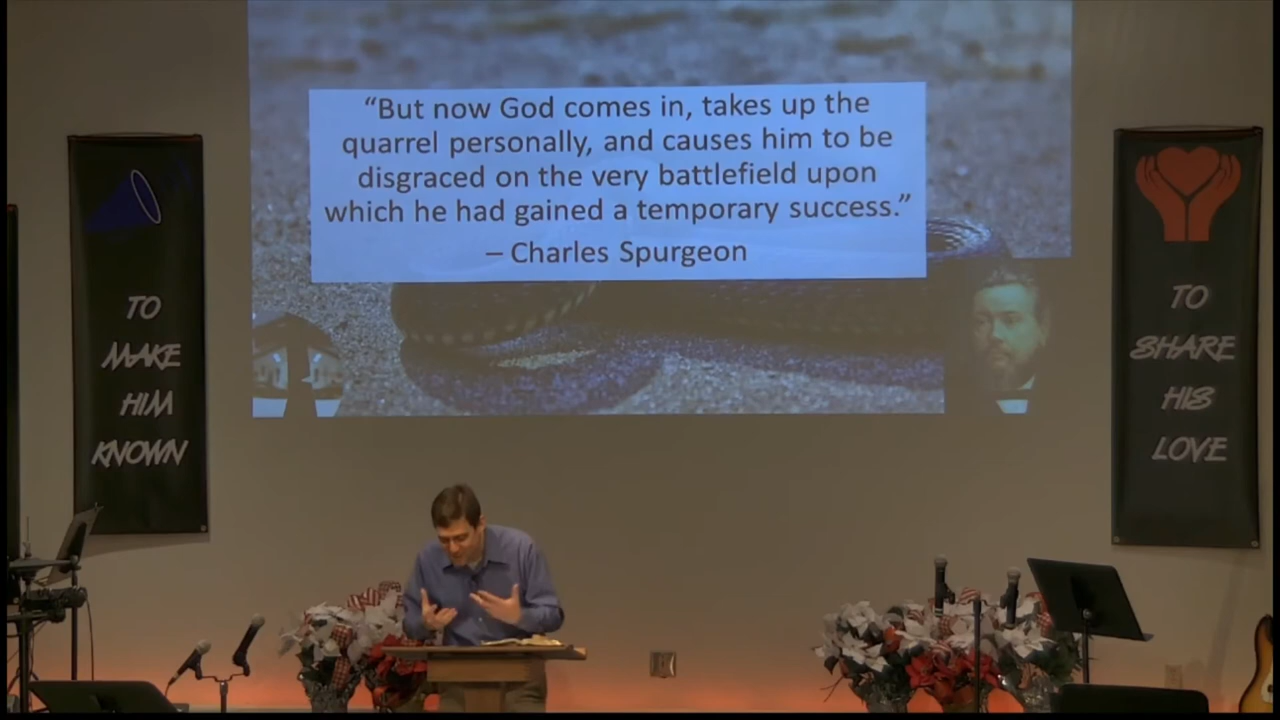 “But now God comes in, takes up the
quarrel personally, and causes him to be
disgraced on the very battlefield upon
which he had gained a temporary success.”
– Charles Spurgeon
TO
MAKE
HIM
KNOWN
TO
SHARE
HIS
LOVE